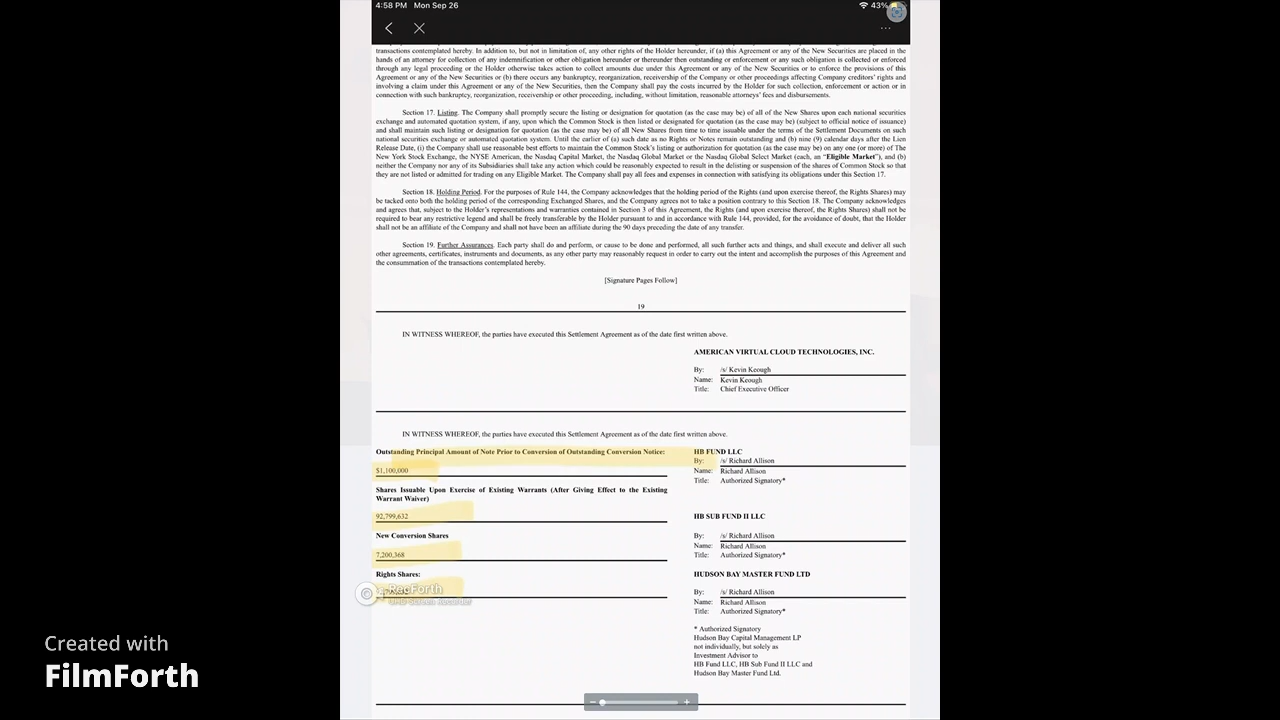 4:58 PM Mon Sep 26
43%
transactions contemplated hereby. In addition to, but not in limitation of, any other rights of the Holder hereunder, if (a) this Agreement or any of the New Securities are placed in
the hands of an attorney for collection of any indemnification or other obligation hereunder or thereunder then outstanding or enforcement or any such obligation is collected or enforced
through any legal proceeding or the Holder otherwise takes action to collect amounts due under this Agreement or any of the New Securities or to enforce the provisions of this
Agreement or any of the New Securities or (b) there occurs any bankruptcy, reorganization, receivership of the Company or other proceedings affecting Company creditors' rights and
involving a claim under this Agreement or any of the New Securities, then the Company shall pay the costs incurred by the Holder for such collection, enforcement or action or in
connection with such bankruptcy, reorganization, receivership or other proceeding, including, without limitation, reasonable attorneys' fees and disbursements.
Section 17. Listing. The Company shall promptly secure the listing or designation for quotation (as the case may be) of all of the New Shares upon each national securities
exchange and automated quotation system, if any, upon which the Common Stock is then listed or designated for quotation (as the case may be) (subject to official notice of issuance)
and shall maintain such listing or designation for quotation (as the case may be) of all New Shares from time to time issuable under the terms of the Settlement Documents on such
national securities exchange or automated quotation system. Until the earlier of (a) such date as no Rights or Notes remain outstanding and (b) nine (9) calendar days after the Lien
Release Date, (i) the Company shall use reasonable best efforts to maintain the Common Stock's listing or authorization for quotation (as the case may be) on any one (or more) of The
New York Stock Exchange, the NYSE American, the Nasdaq Capital Market, the Nasdaq Global Market or the Nasdaq Global Select Market (each, an “Eligible Market”), and (b)
neither the Company nor any of its Subsidiaries shall take any action which could be reasonably expected to result in the delisting or suspension of the shares of Common Stock so that
they are not listed or admitted for trading on any Eligible Market. The Company shall pay all fees and expenses in connection with satisfying its obligations under this Section 17.
Section 18. Holding Period. For the purposes of Rule 144, the Company acknowledges that the holding period of the Rights (and upon exercise thereof, the Rights Shares) may
be tacked onto both the holding period of the corresponding Exchanged Shares, and the Company agrees not to take a position contrary to this Section 18. The Company acknowledges
and agrees that, subject to the Holder's representations and warranties contained in Section 3 of this Agreement, the Rights (and upon exercise thereof, the Rights Shares) shall not be
required to bear any restrictive legend and shall be freely transferable by the Holder pursuant to and in accordance with Rule 144, provided, for the avoidance of doubt, that the Holder
shall not be an affiliate of the Company and shall not have been an affiliate during the 90 days preceding the date of any transfer.
Section 19. Further Assurances. Each party shall do and perform, or cause to be done and performed, all such further acts and things, and shall execute and deliver all such
other agreements, certificates, instruments and documents, as any other party may reasonably request in order to carry out the intent and accomplish the purposes of this Agreement and
the consummation of the transactions contemplated hereby.
[Signature Pages Follow]
19
IN WITNESS WHEREOF, the parties have executed this Settlement Agreement as of the date first written above.
AMERICAN VIRTUAL CLOUD TECHNOLOGIES, INC.
By: /s/ Kevin Keough
Name: Kevin Keough
Title: Chief Executive Officer
IN WITNESS WHEREOF, the parties have executed this Settlement Agreement as of the date first written above.
Outstanding Principal Amount of Note Prior to Conversion of Outstanding Conversion Notice:
$1,100,000
Shares Issuable Upon Exercise of Existing Warrants (After Giving Effect to the Existing
Warrant Waiver)
92,799,632
New Conversion Shares
7,200,368
Rights Shares:
HB FUND LLC
By: /s/ Richard Allison
Name: Richard Allison
Title: Authorized Signatory*
HB SUB FUND II LLC
By: /s/ Richard Allison
Name: Richard Allison
Title: Authorized Signatory*
HUDSON BAY MASTER FUND LTD
By: /s/ Richard Allison
Name: Richard Allison
Title: Authorized Signatory*
* Authorized Signatory
Hudson Bay Capital Management LP
not individually, but solely as
Investment Advisor to
HB Fund LLC, HB Sub Fund II LLC and
Hudson Bay Master Fund Ltd.
RecForth
Screen Recorder
Created with
FilmForth